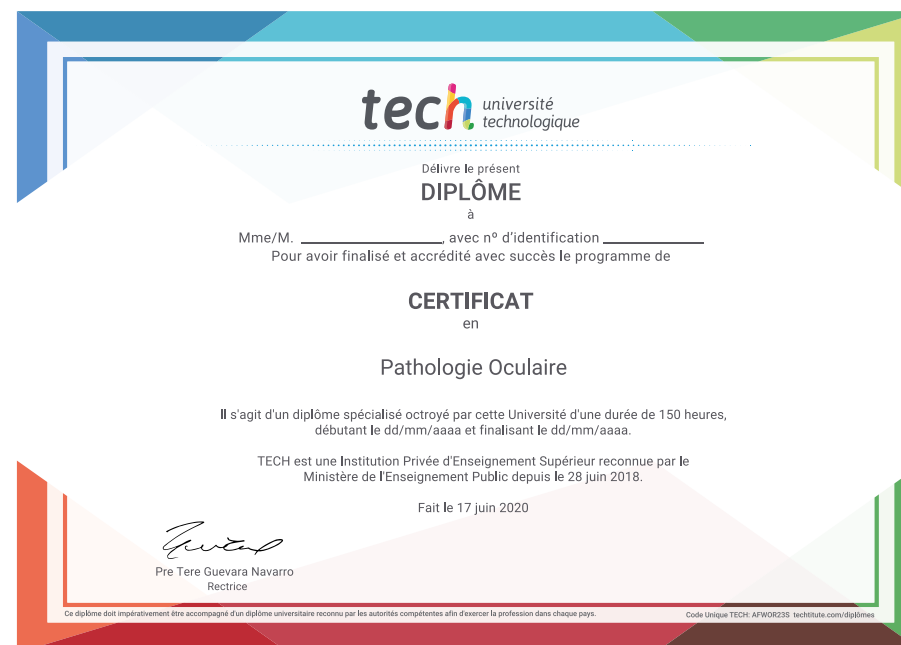 tech université
technologique
Délivre le présent
DIPLÔME
à
Mme/M. ____________________, avec nº d'identification ______________
Pour avoir finalisé et accrédité avec succès le programme de
CERTIFICAT
en
Pathologie Oculaire
Il s'agit d'un diplôme spécialisé octroyé par cette Université d'une durée de 150 heures,
débutant le dd/mm/aaaa et finalisant le dd/mm/aaaa.
TECH est une Institution Privée d'Enseignement Supérieur reconnue par le
Ministère de l'Enseignement Public depuis le 28 juin 2018.
Fait le 17 juin 2020
Pre Tere Guevara Navarro
Rectrice
Ce diplôme doit impérativement être accompagné d'un diplôme universitaire reconnu par les autorités compétentes afin d'exercer la profession dans chaque pays.
Code Unique TECH: AFWOR23S techtitute.com/diplômes